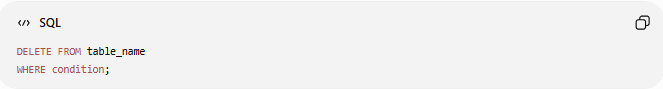 SQL
DELETE FROM table_name
WHERE condition;